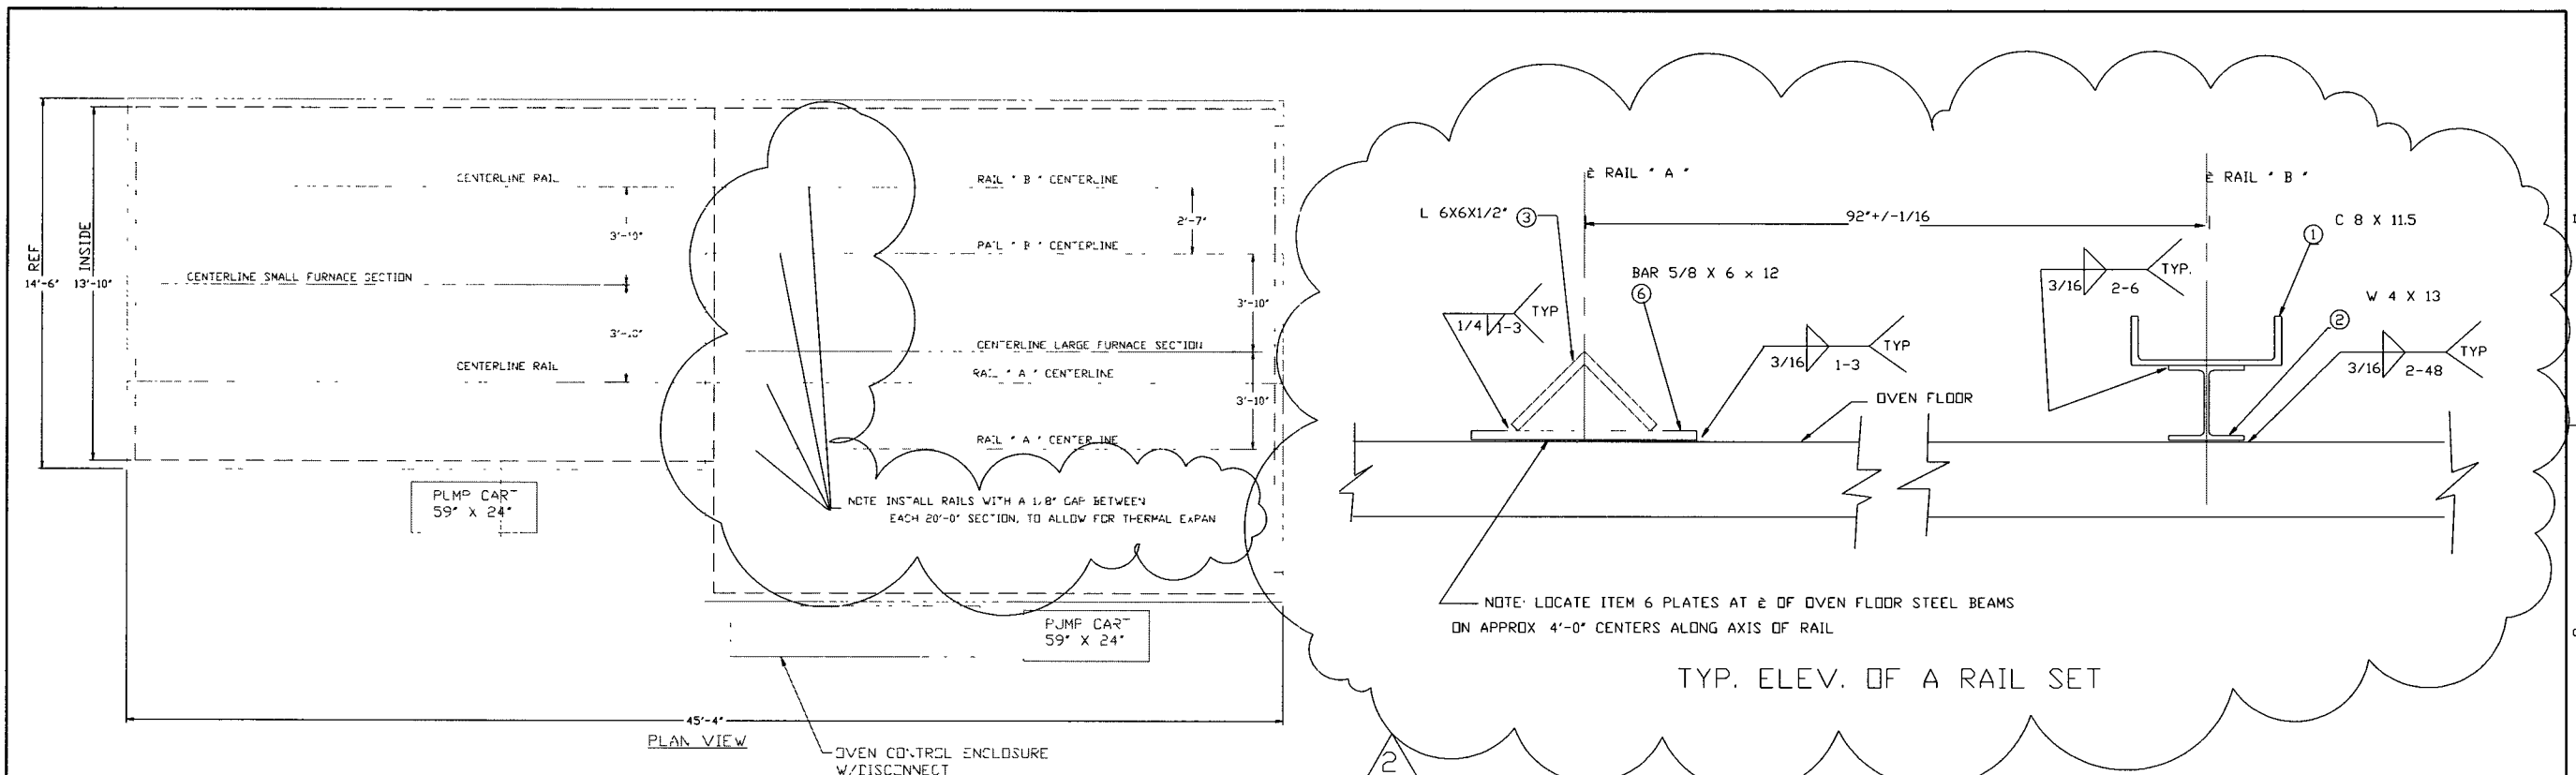 14'-6" REF
13'-10" INSIDE
CENTERLINE RAIL
3'-10"
CENTERLINE SMALL FURNACE SECTION
3'-10"
CENTERLINE RAIL
RAIL "B" CENTERLINE
2'-7"
RAIL "B" CENTERLINE
3'-10"
CENTERLINE LARGE FURNACE SECTION
RAIL "A" CENTERLINE
3'-10"
RAIL "A" CENTERLINE
PUMP CART
59" X 24"
NOTE INSTALL RAILS WITH A 1/8" GAP BETWEEN
EACH 20'-0" SECTION, TO ALLOW FOR THERMAL EXPAN
PUMP CART
59" X 24"
45'-4"
PLAN VIEW
OVEN CONTROL ENCLOSURE
W/DISCONNECT
RAIL "A"
RAIL "B"
92"+/-1/16
L 6X6X1/2" 3
C 8 X 11.5
1
BAR 5/8 X 6 x 12
6
3/16 2-6 TYP.
W 4 X 13
2
1/4 1-3 TYP
3/16 1-3 TYP
3/16 2-48 TYP
OVEN FLOOR
NOTE: LOCATE ITEM 6 PLATES AT OF OVEN FLOOR STEEL BEAMS
ON APPROX 4'-0" CENTERS ALONG AXIS OF RAIL
TYP. ELEV. OF A RAIL SET
2